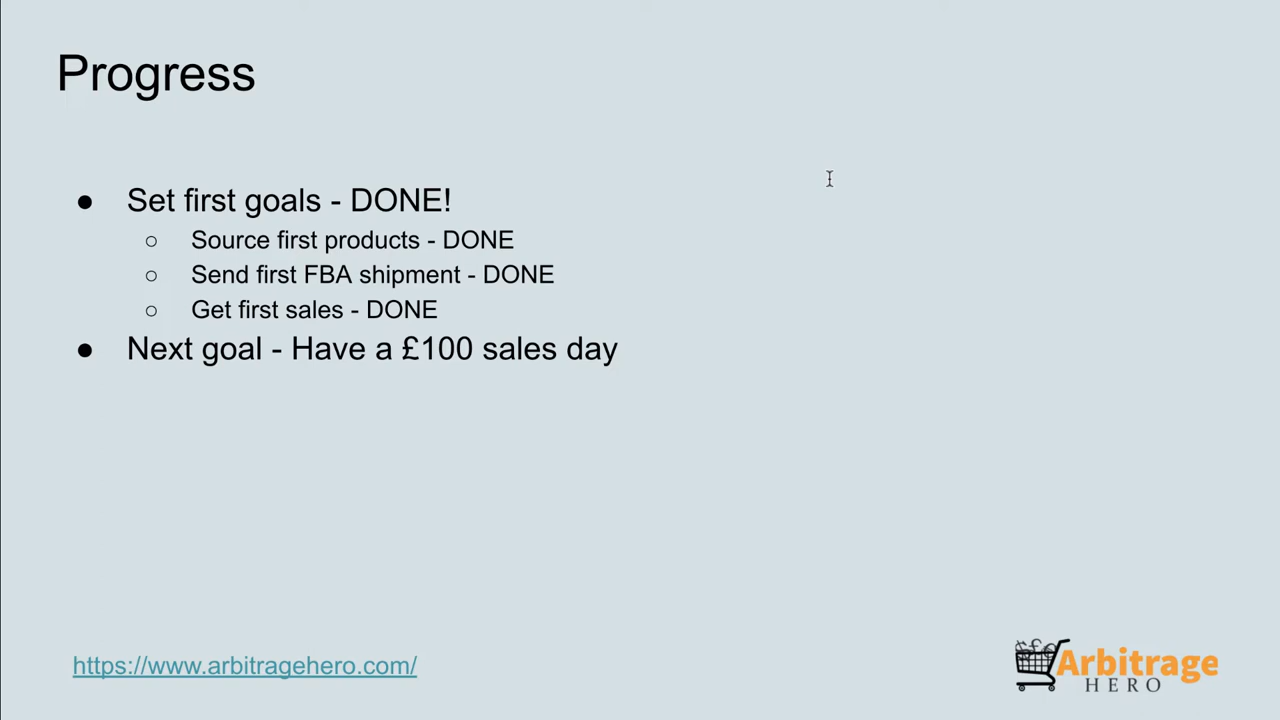 Progress
● Set first goals - DONE!
○ Source first products - DONE
○ Send first FBA shipment - DONE
○ Get first sales - DONE
● Next goal - Have a £100 sales day
https://www.arbitragehero.com/
Arbitrage
HERO